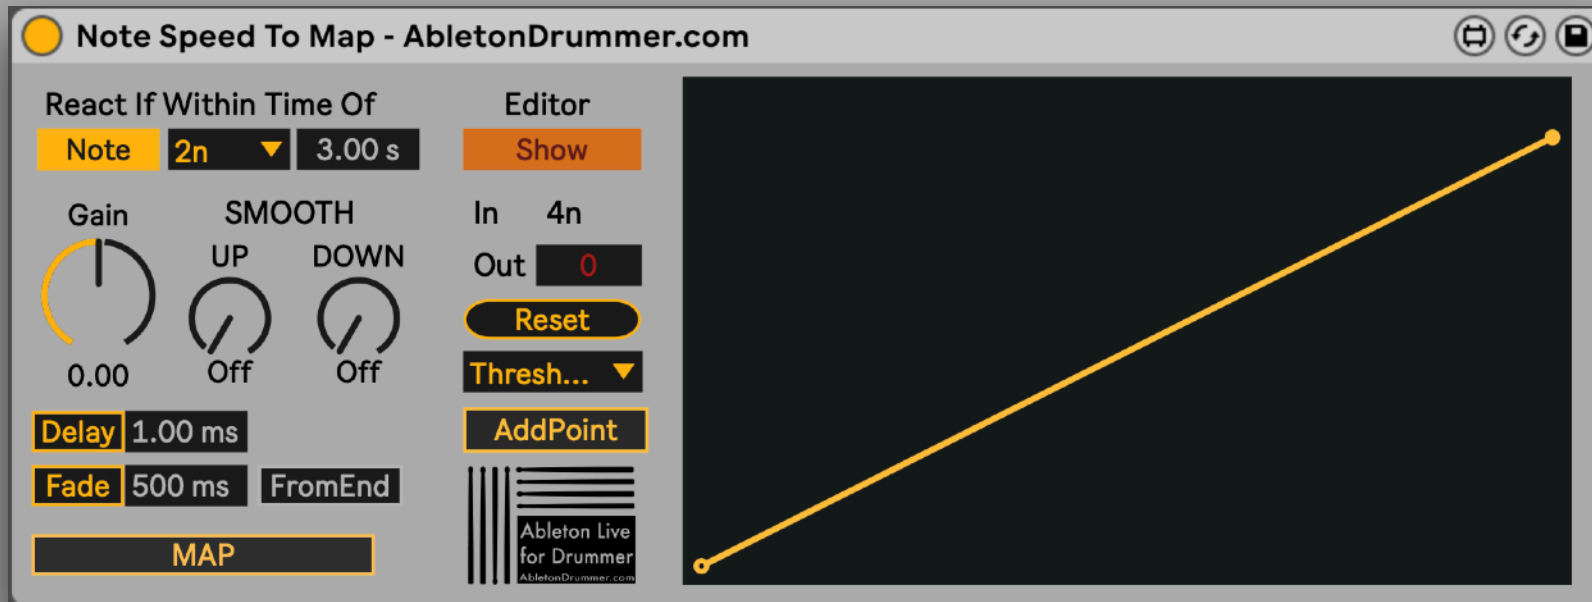 Note Speed To Map - AbletonDrummer.com
React If Within Time Of
Note 2n 3.00 s
Gain
SMOOTH
UP DOWN
0.00
Off Off
Delay 1.00 ms
Fade 500 ms FromEnd
MAP
Editor
Show
In 4n
Out 0
Reset
Thresh...
AddPoint
Ableton Live
for Drummer
AbletonDrummer.com